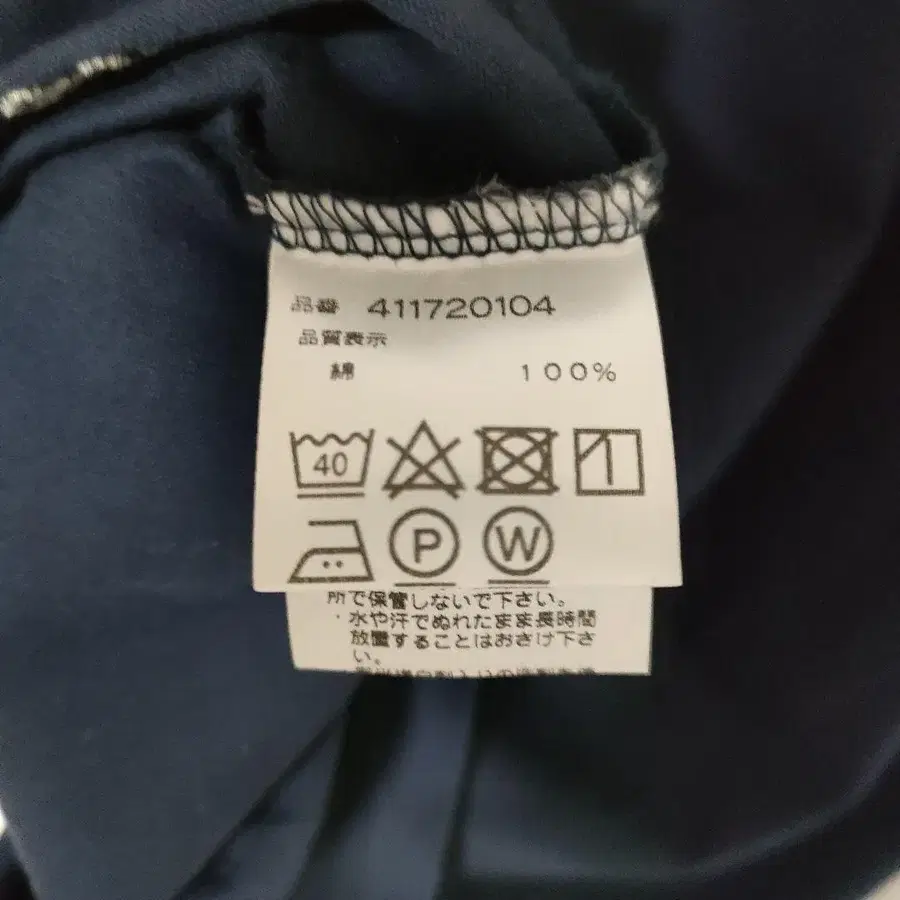 品番 411720104
品質表示
綿 100%
40
P W
所で保管しないで下さい。
・水や汗でぬれたまま長時間
放置することはおさけ下さ
い。